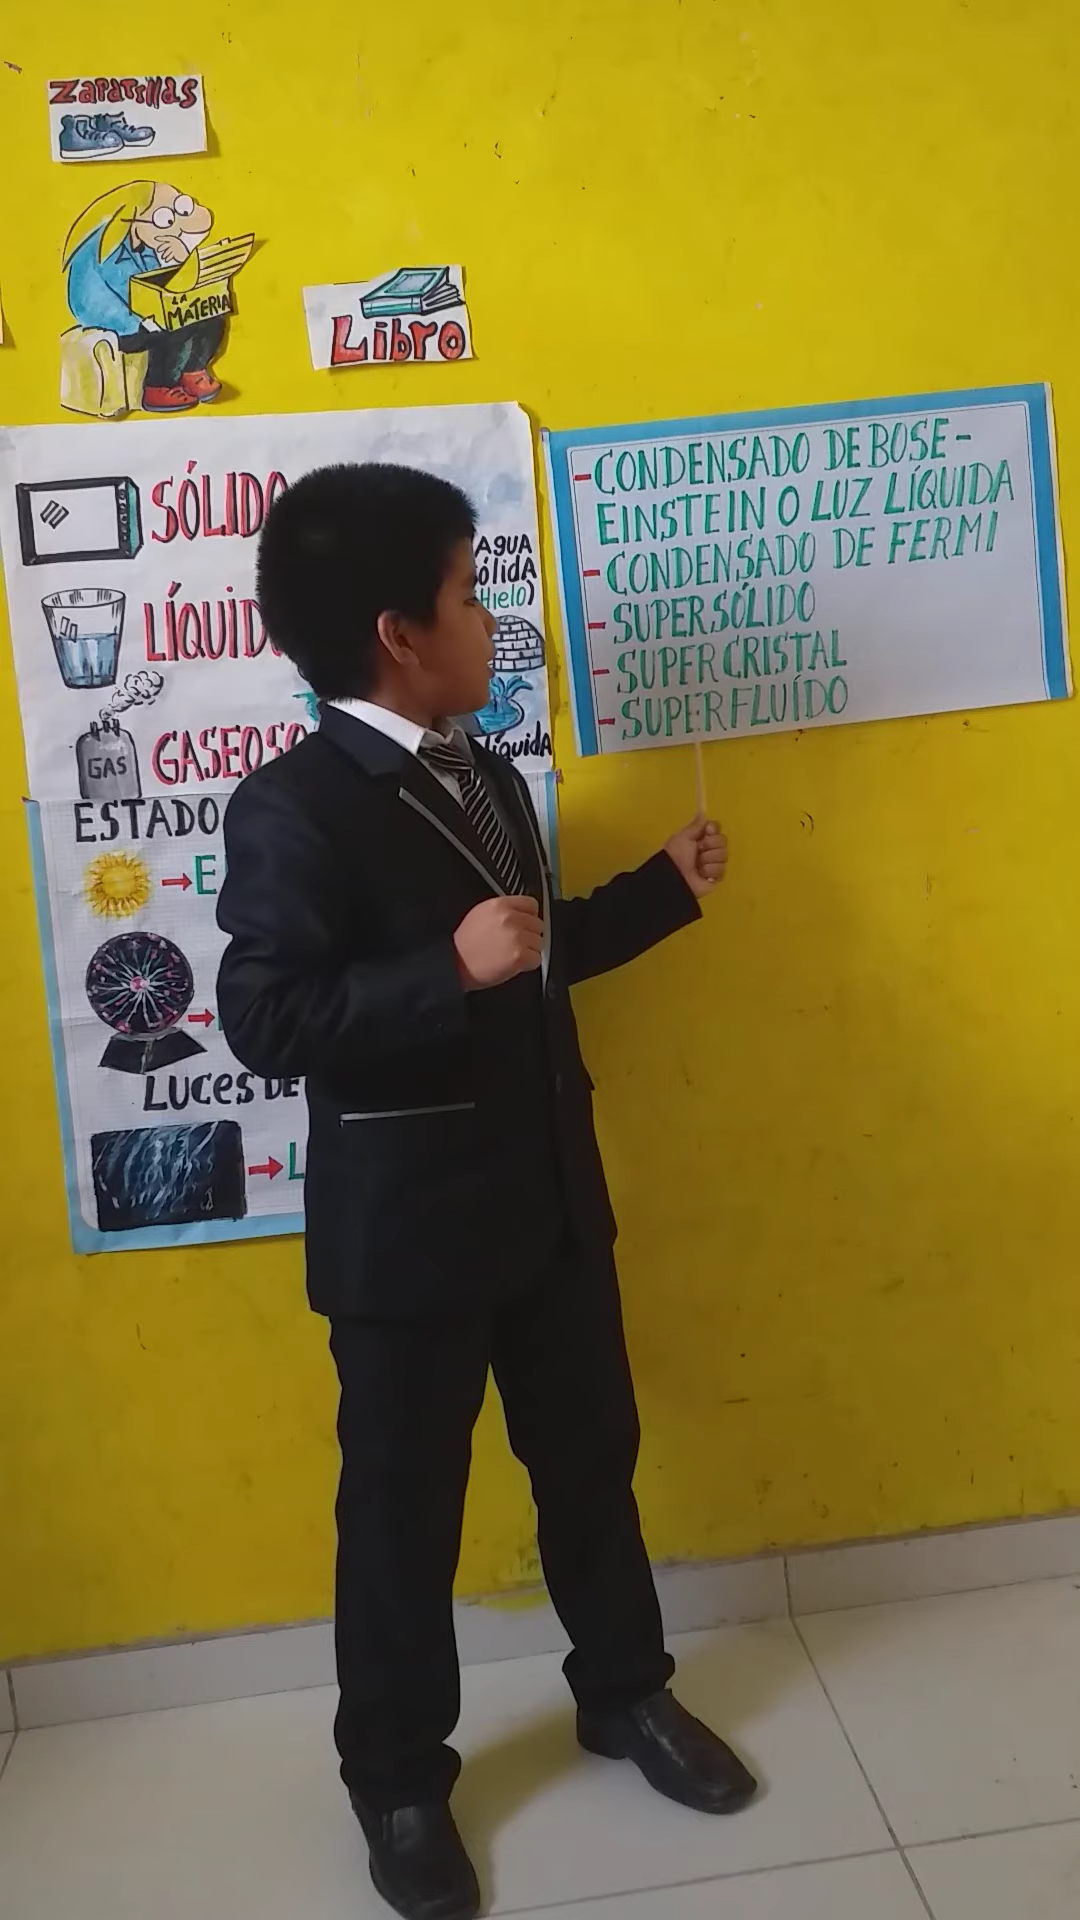 Zapatillas
LA
MATERIA
Libro
SÓLIDO
LÍQUID
GAS
GASEOSO
AGUA
Sólida
(Hielo)
líquida
ESTADO
E
LUCES DE
L
-CONDENSADO DE BOSE-
EINSTEIN O LUZ LÍQUIDA
-CONDENSADO DE FERMI
-SUPERSÓLIDO
-SUPERCRISTAL
-SUPERFLUÍDO